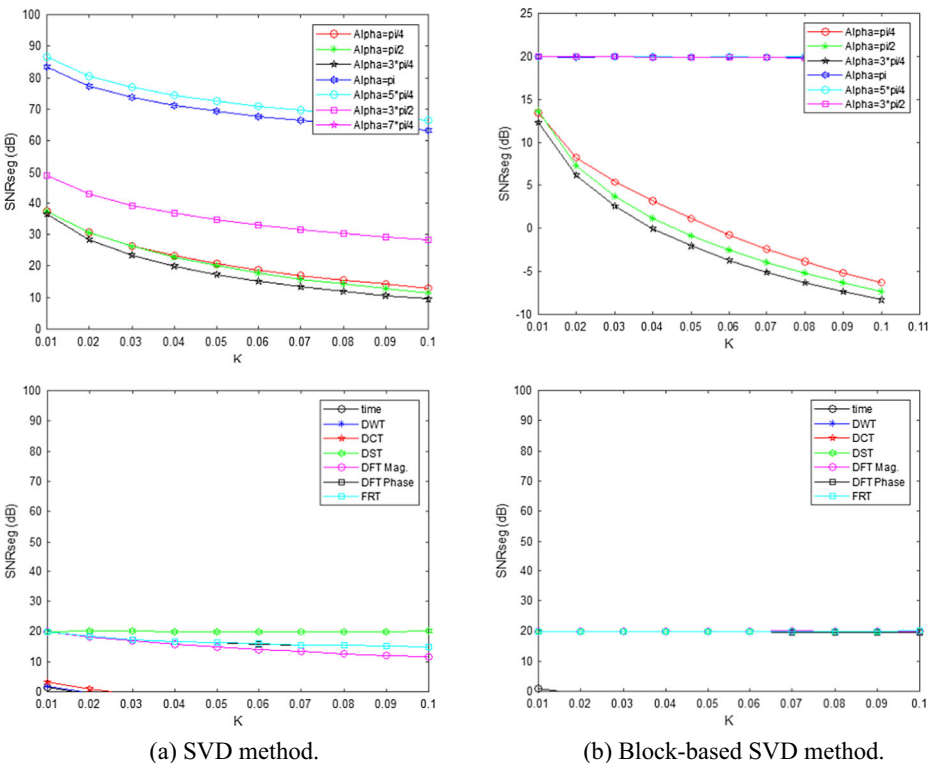 100
90
80
70
60
50
40
30
20
10
0
SNRseg (dB)
0.01 0.02 0.03 0.04 0.05 0.06 0.07 0.08 0.09 0.1
K
Alpha=pi/4
Alpha=pi/2
Alpha=3*pi/4
Alpha=pi
Alpha=5*pi/4
Alpha=3*pi/2
Alpha=7*pi/4
25
20
15
10
5
0
-5
-10
SNRseg (dB)
0.01 0.02 0.03 0.04 0.05 0.06 0.07 0.08 0.09 0.1 0.11
K
Alpha=pi/4
Alpha=pi/2
Alpha=3*pi/4
Alpha=pi
Alpha=5*pi/4
Alpha=3*pi/2
100
90
80
70
60
50
40
30
20
10
0
SNRseg (dB)
0.01 0.02 0.03 0.04 0.05 0.06 0.07 0.08 0.09 0.1
K
time
DWT
DCT
DST
DFT Mag.
DFT Phase
FRT
100
90
80
70
60
50
40
30
20
10
0
SNRseg (dB)
0.01 0.02 0.03 0.04 0.05 0.06 0.07 0.08 0.09 0.1
K
time
DWT
DCT
DST
DFT Mag.
DFT Phase
FRT
(a) SVD method.
(b) Block-based SVD method.